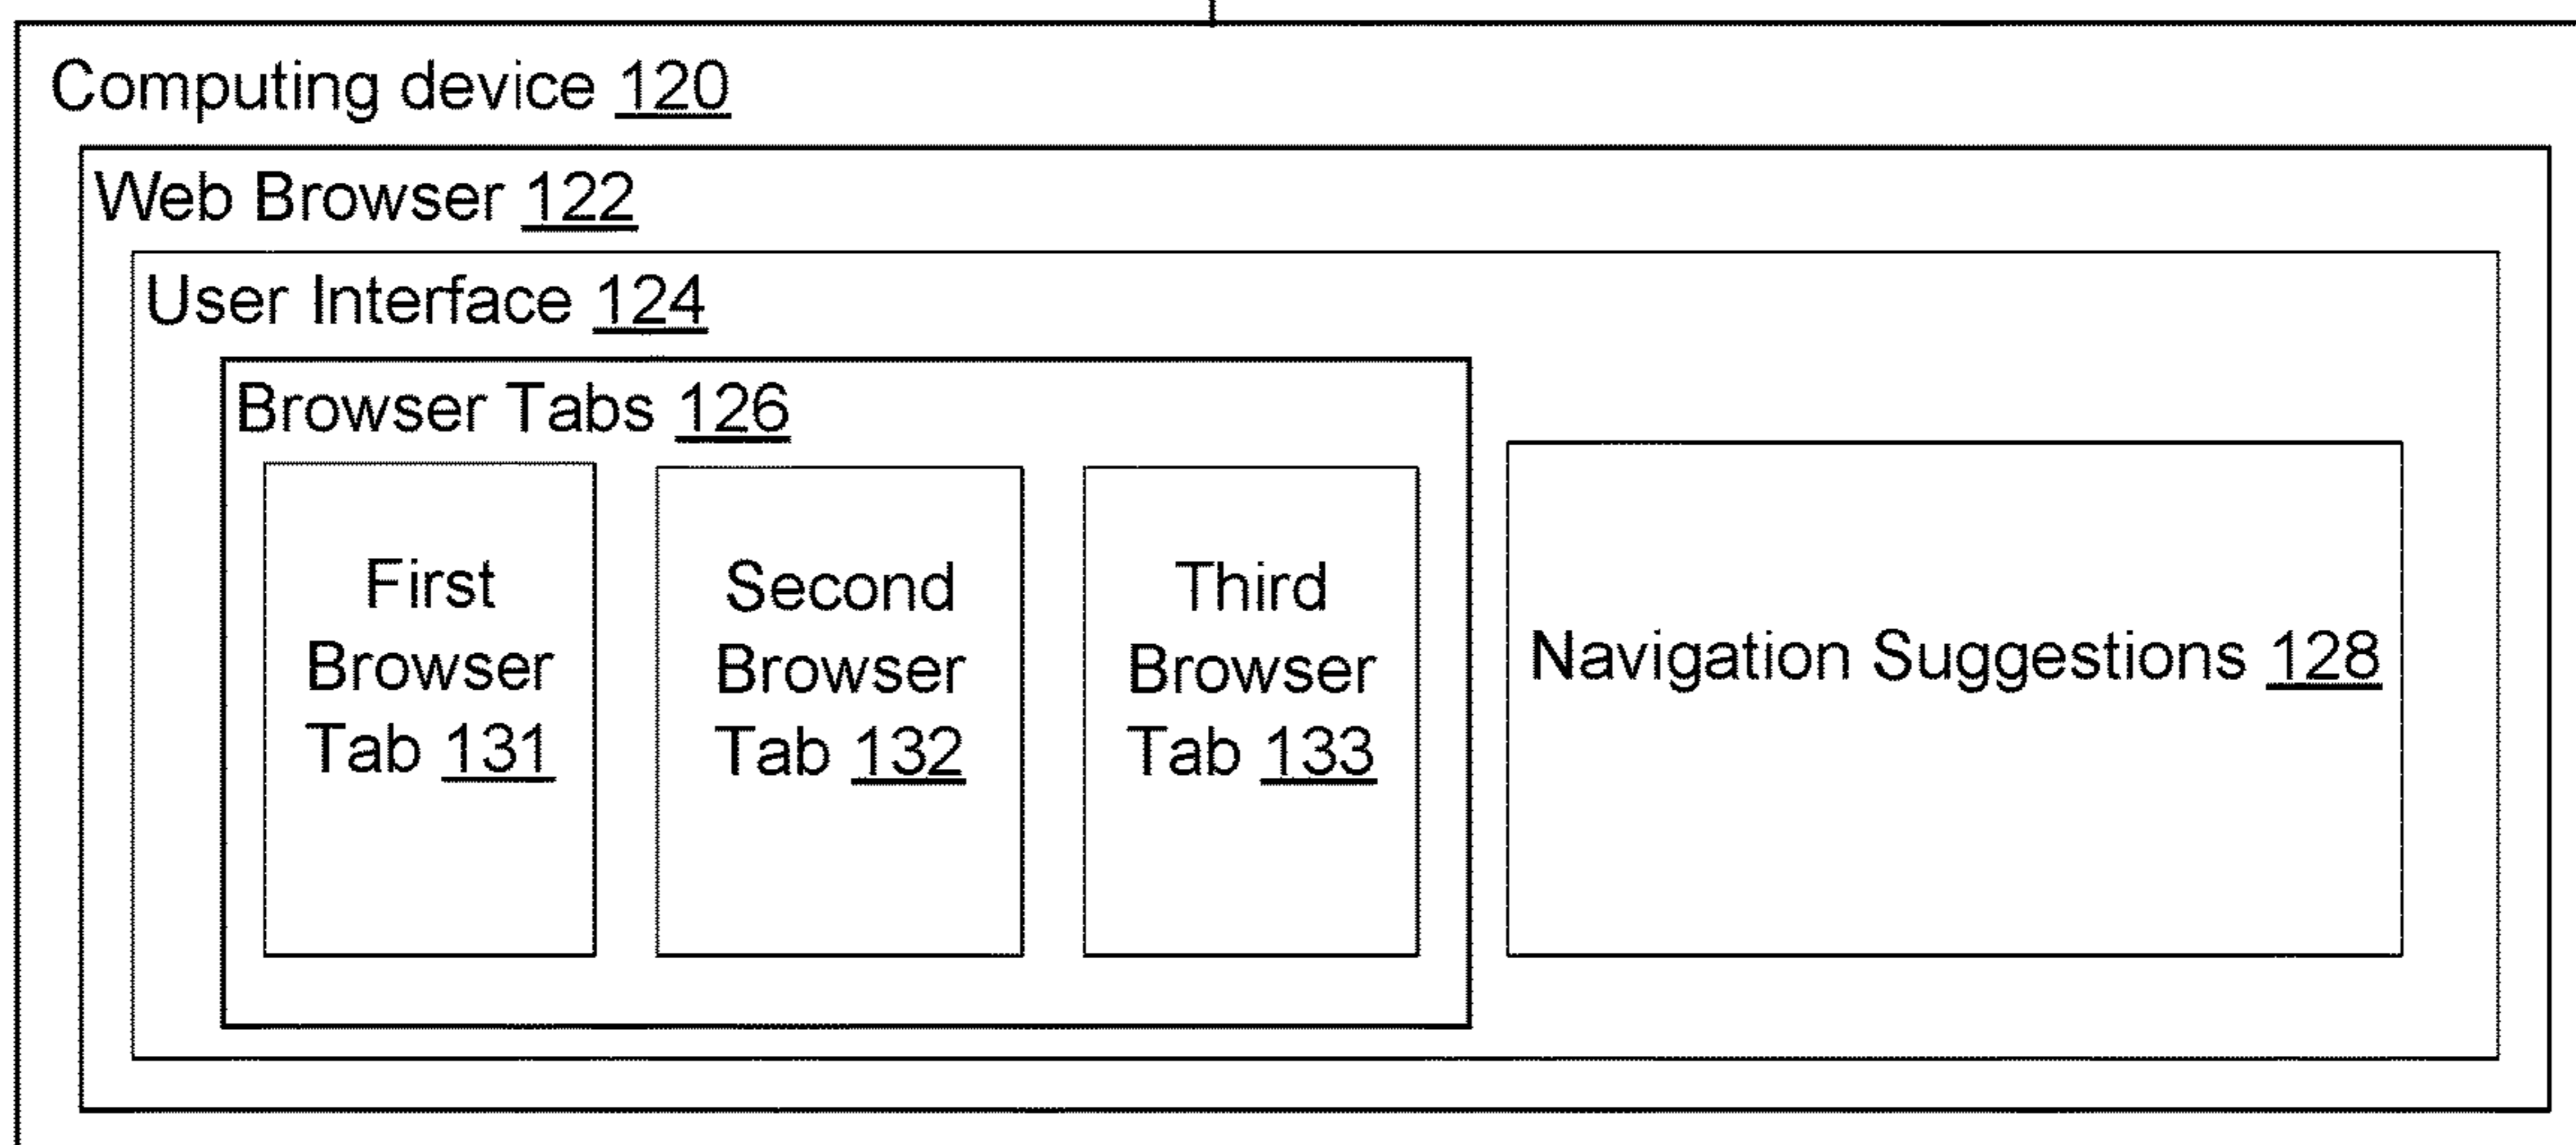 Computing device 120
Web Browser 122
User Interface 124
Browser Tabs 126
First
Browser
Tab 131
Second
Browser
Tab 132
Third
Browser
Tab 133
Navigation Suggestions 128